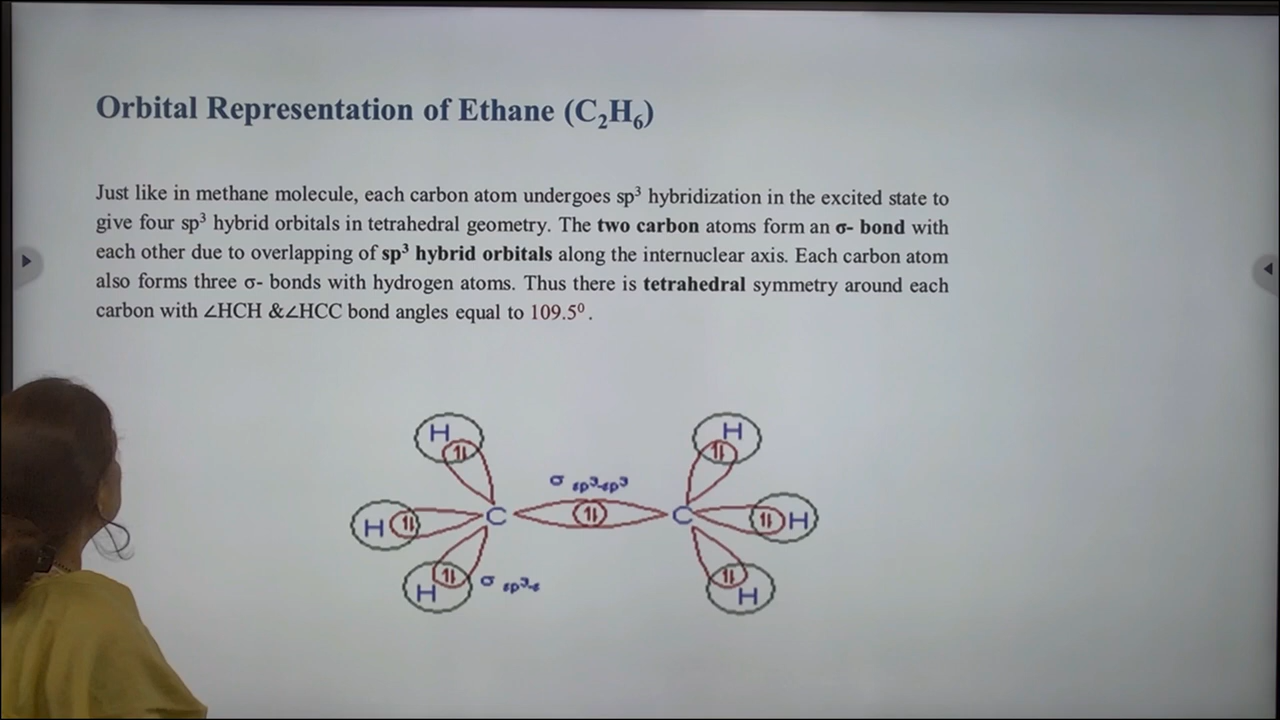 Orbital Representation of Ethane (C₂H₆)
Just like in methane molecule, each carbon atom undergoes sp³ hybridization in the excited state to
give four sp³ hybrid orbitals in tetrahedral geometry. The two carbon atoms form an σ- bond with
each other due to overlapping of sp³ hybrid orbitals along the internuclear axis. Each carbon atom
also forms three σ- bonds with hydrogen atoms. Thus there is tetrahedral symmetry around each
carbon with ∠HCH &∠HCC bond angles equal to 109.5⁰.
H H
σ sp³-sp³
H C C H
H σ sp³-s H